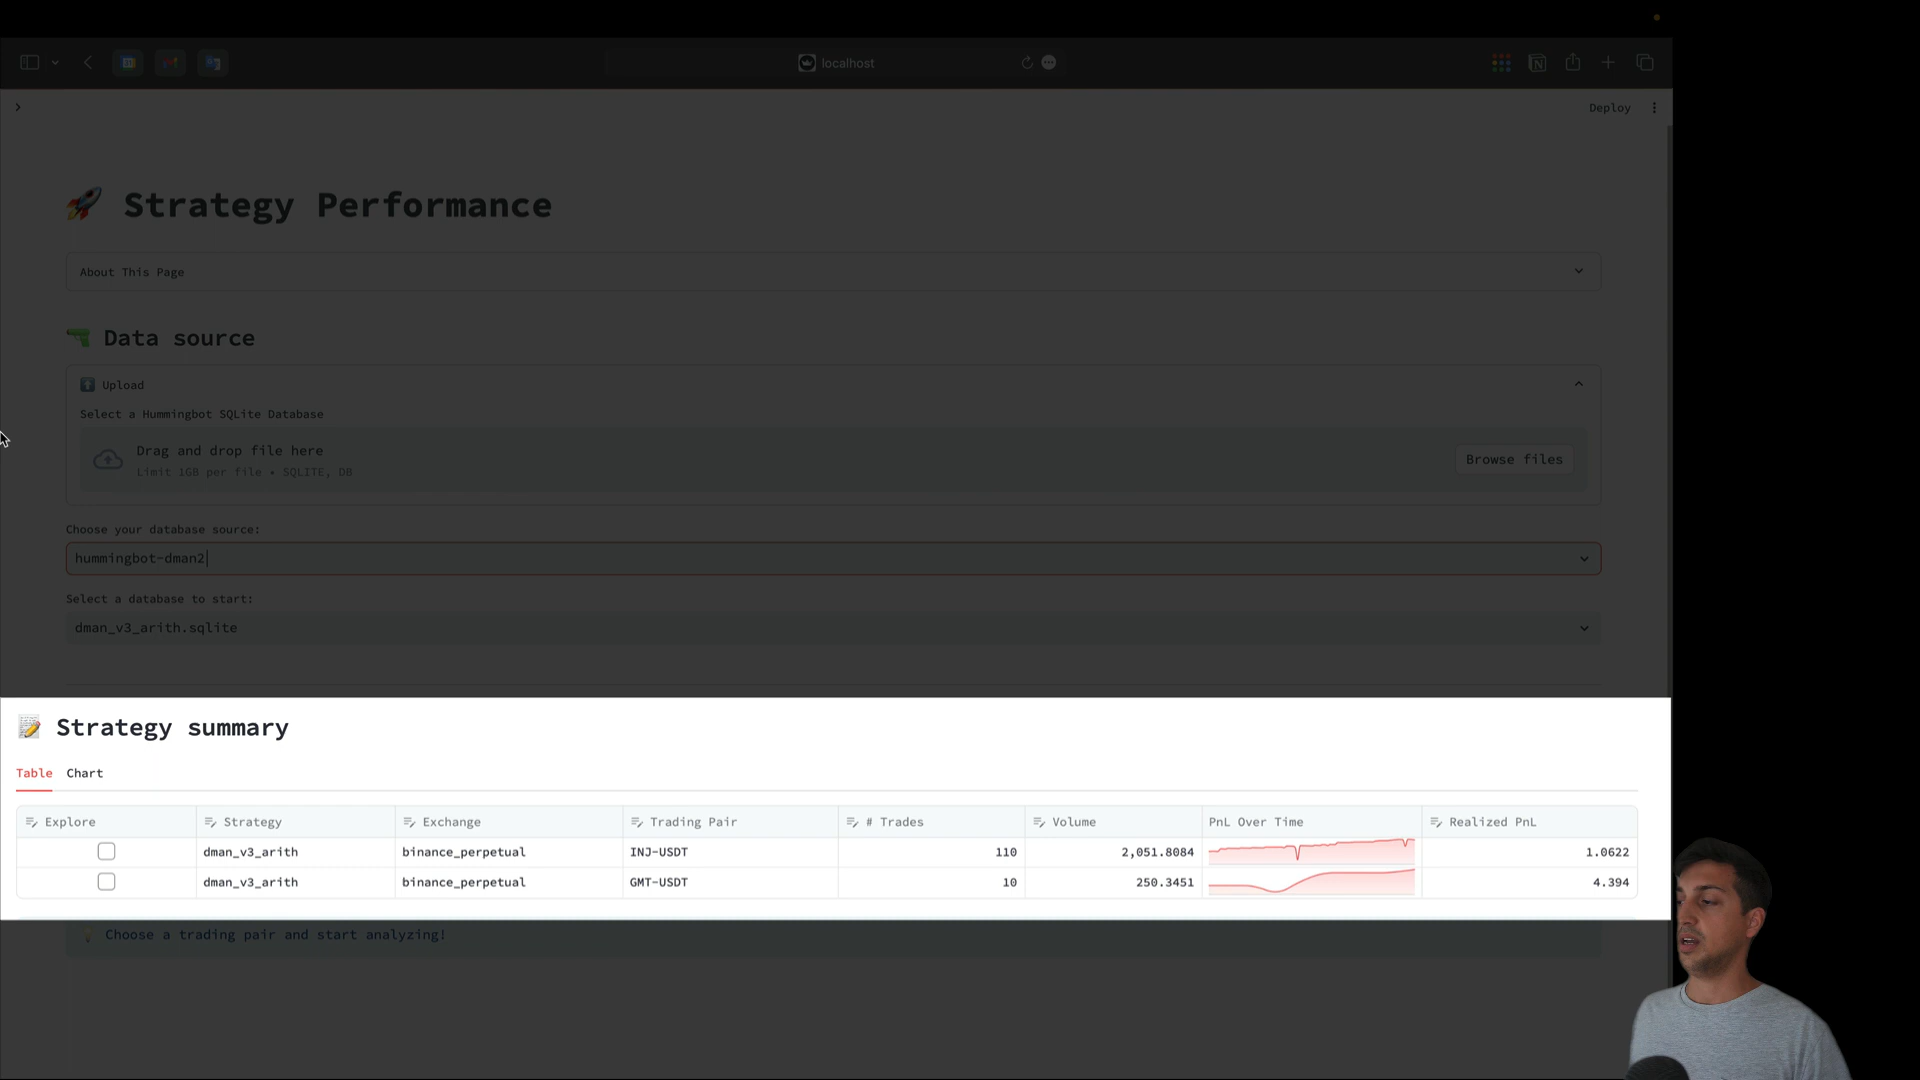 localhost
Deploy
Strategy Performance
About This Page
Data source
Upload
Select a Hummingbot SQLite Database
Drag and drop file here
Limit 1GB per file • SQLITE, DB
Browse files
Choose your database source:
hummingbot-dman2
Select a database to start:
dman_v3_arith.sqlite
Strategy summary
Table Chart
Explore Strategy Exchange Trading Pair # Trades Volume PnL Over Time Realized PnL
dman_v3_arith binance_perpetual INJ-USDT 110 2,051.8084 1.0622
dman_v3_arith binance_perpetual GMT-USDT 10 250.3451 4.394
Choose a trading pair and start analyzing!